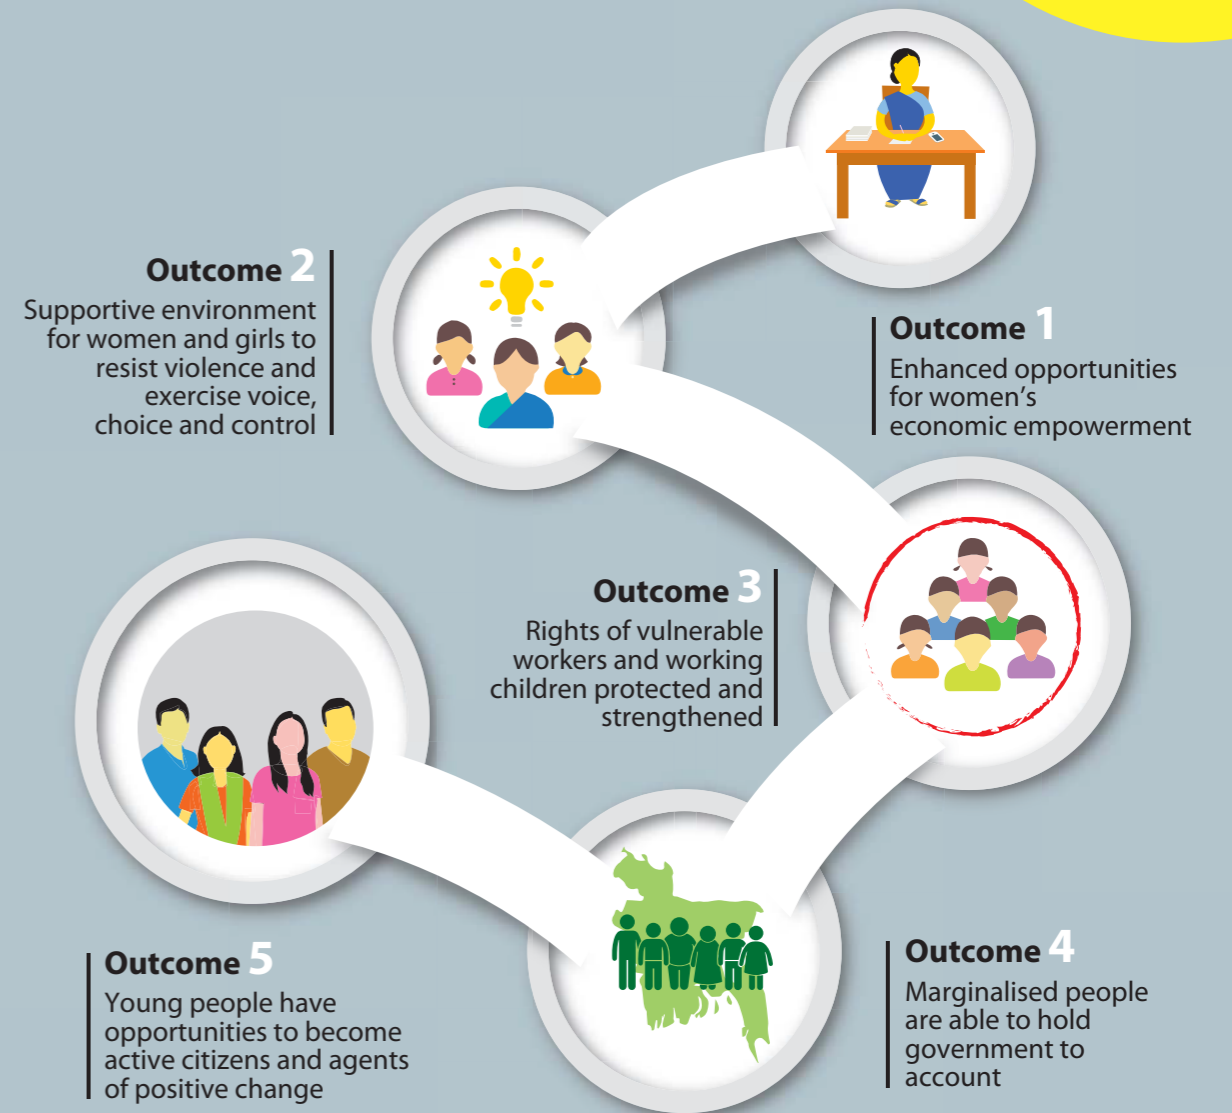 Outcome 1
Enhanced opportunities
for women's
economic empowerment
Outcome 2
Supportive environment
for women and girls to
resist violence and
exercise voice,
choice and control
Outcome 3
Rights of vulnerable
workers and working
children protected and
strengthened
Outcome 4
Marginalised people
are able to hold
government to
account
Outcome 5
Young people have
opportunities to become
active citizens and agents
of positive change